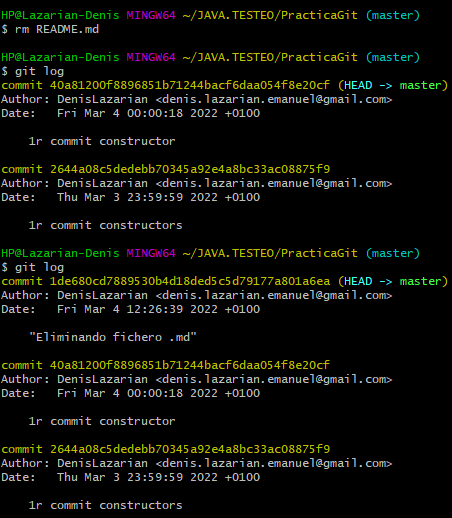 HP@Lazarian-Denis MINGW64 ~/JAVA.TESTEO/PracticaGit (master)
$ rm README.md
HP@Lazarian-Denis MINGW64 ~/JAVA.TESTEO/PracticaGit (master)
$ git log
commit 40a81200f8896851b71244bacf6daa054f8e20cf (HEAD -> master)
Author: DenisLazarian <denis.lazarian.emanuel@gmail.com>
Date:   Fri Mar 4 00:00:18 2022 +0100
    1r commit constructor
commit 2644a08c5dedebb70345a92e4a8bc33ac08875f9
Author: DenisLazarian <denis.lazarian.emanuel@gmail.com>
Date:   Thu Mar 3 23:59:59 2022 +0100
    1r commit constructors
HP@Lazarian-Denis MINGW64 ~/JAVA.TESTEO/PracticaGit (master)
$ git log
commit 1de680cd7889530b4d18ded5c5d79177a801a6ea (HEAD -> master)
Author: DenisLazarian <denis.lazarian.emanuel@gmail.com>
Date:   Fri Mar 4 12:26:39 2022 +0100
    "Eliminando fichero .md"
commit 40a81200f8896851b71244bacf6daa054f8e20cf
Author: DenisLazarian <denis.lazarian.emanuel@gmail.com>
Date:   Fri Mar 4 00:00:18 2022 +0100
    1r commit constructor
commit 2644a08c5dedebb70345a92e4a8bc33ac08875f9
Author: DenisLazarian <denis.lazarian.emanuel@gmail.com>
Date:   Thu Mar 3 23:59:59 2022 +0100
    1r commit constructors